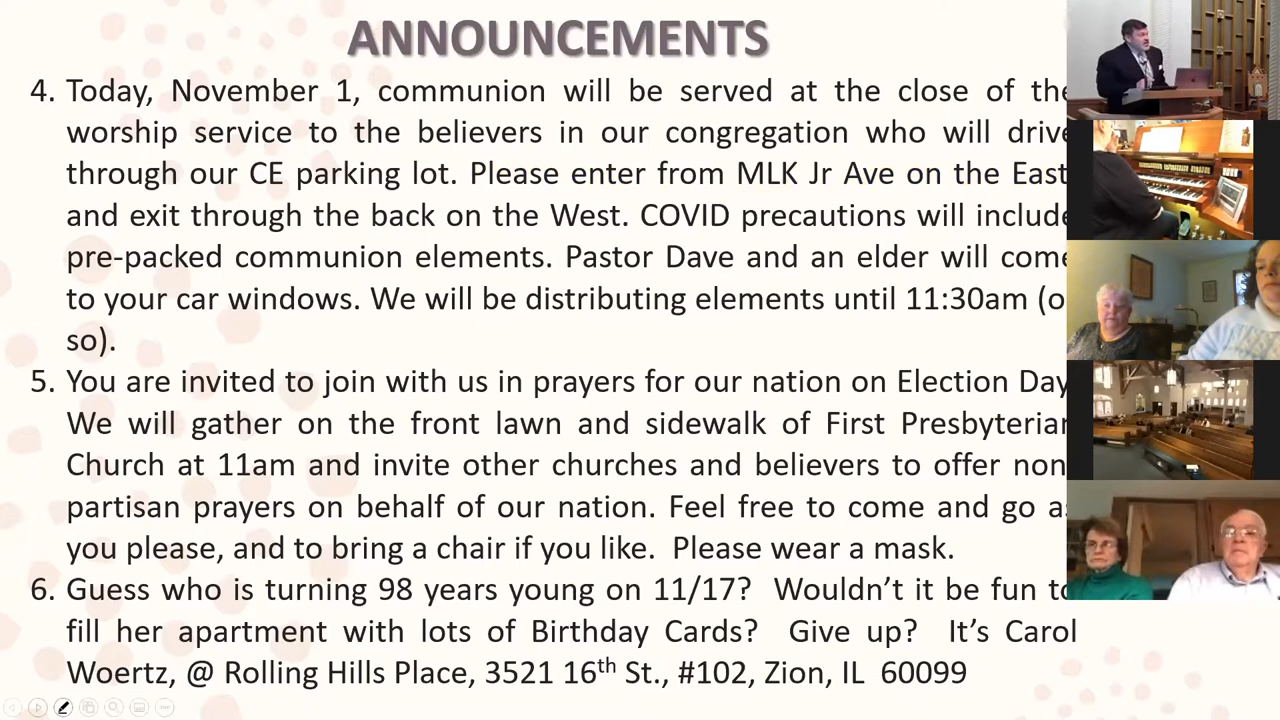 ANNOUNCEMENTS
4. Today, November 1, communion will be served at the close of the
worship service to the believers in our congregation who will drive
through our CE parking lot. Please enter from MLK Jr Ave on the East
and exit through the back on the West. COVID precautions will include
pre-packed communion elements. Pastor Dave and an elder will come
to your car windows. We will be distributing elements until 11:30am (o
so).
5. You are invited to join with us in prayers for our nation on Election Day
We will gather on the front lawn and sidewalk of First Presbyterian
Church at 11am and invite other churches and believers to offer non
partisan prayers on behalf of our nation. Feel free to come and go as
you please, and to bring a chair if you like. Please wear a mask.
6. Guess who is turning 98 years young on 11/17? Wouldn't it be fun to
fill her apartment with lots of Birthday Cards? Give up? It's Carol
Woertz, @ Rolling Hills Place, 3521 16th St., #102, Zion, IL 60099